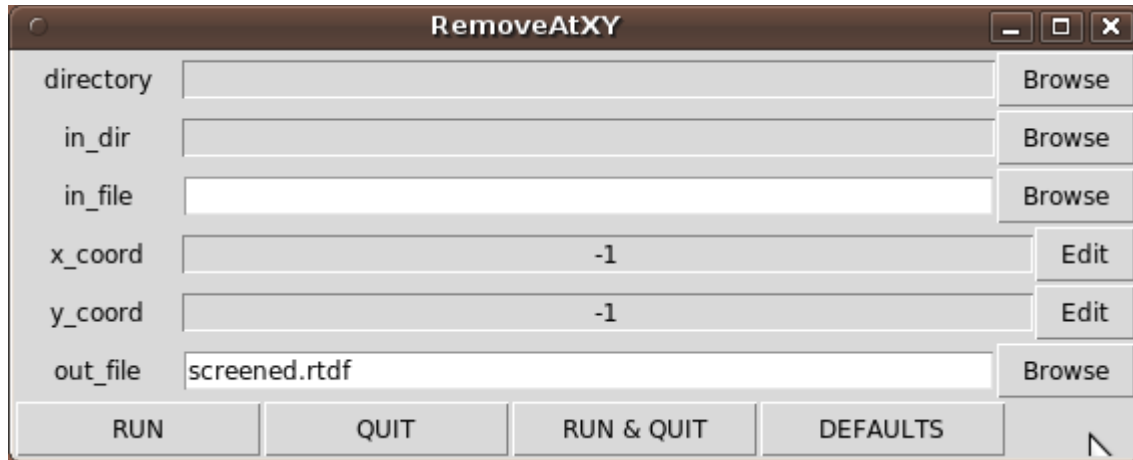 RemoveAtXY
directory Browse
in_dir Browse
in_file Browse
x_coord -1 Edit
y_coord -1 Edit
out_file screened.rtdf Browse
RUN QUIT RUN & QUIT DEFAULTS